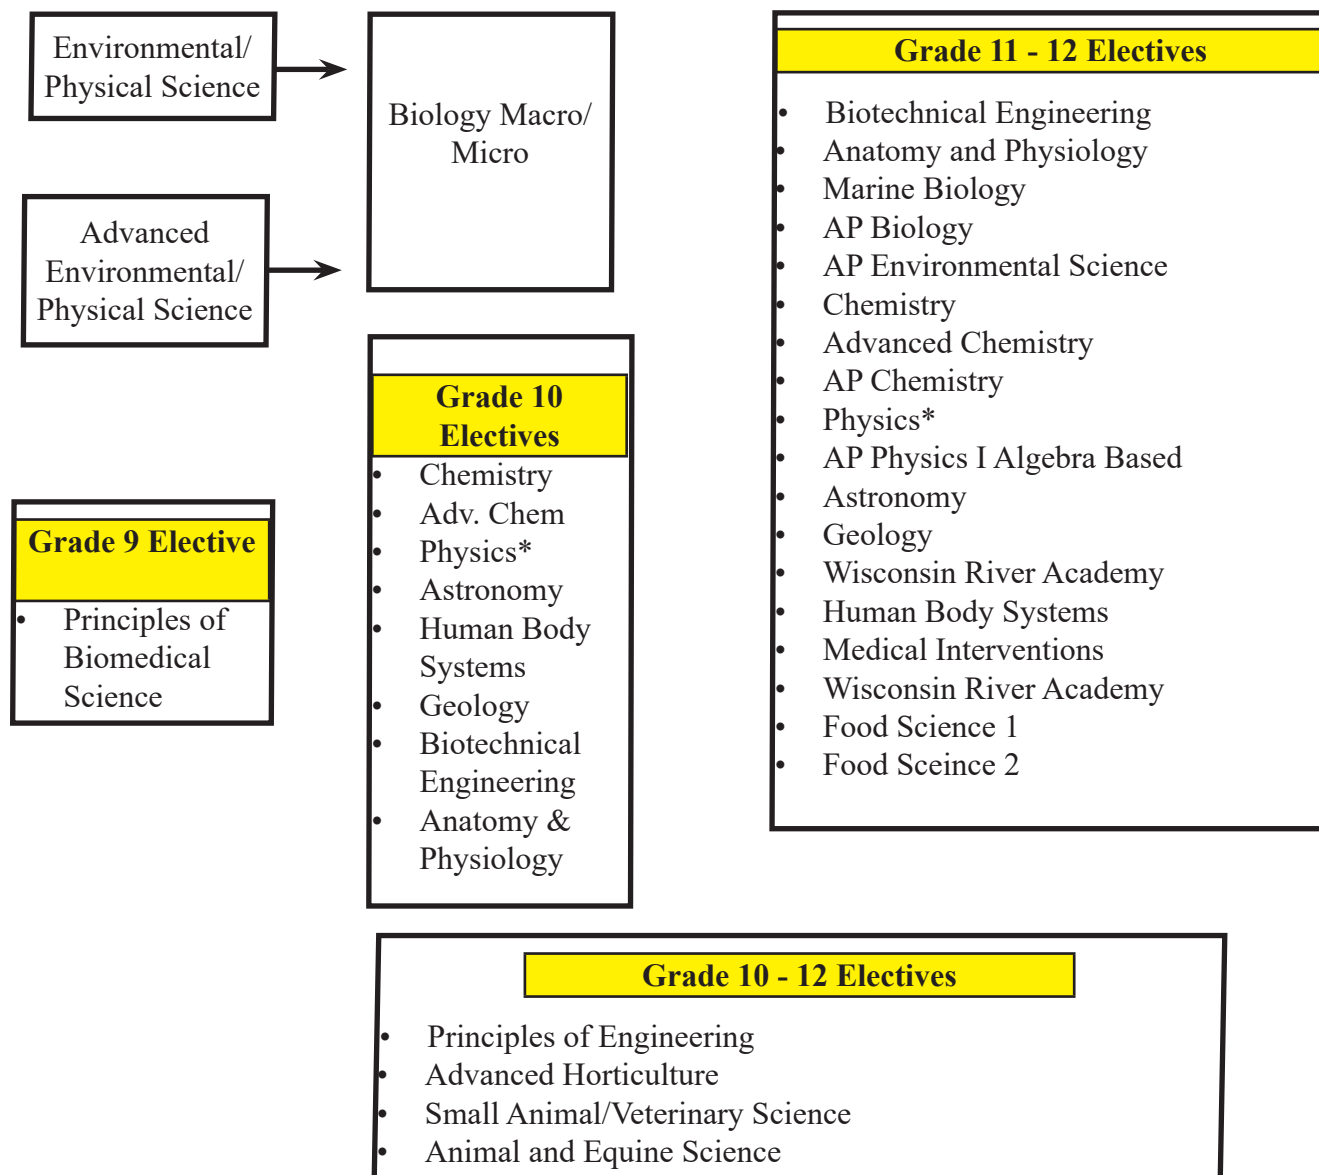 Environmental/
Physical Science
Advanced
Environmental/
Physical Science
Biology Macro/
Micro
Grade 9 Elective
• Principles of
Biomedical
Science
Grade 10
Electives
• Chemistry
• Adv. Chem
• Physics*
• Astronomy
• Human Body
Systems
• Geology
• Biotechnical
Engineering
• Anatomy &
Physiology
Grade 11 - 12 Electives
• Biotechnical Engineering
• Anatomy and Physiology
• Marine Biology
• AP Biology
• AP Environmental Science
• Chemistry
• Advanced Chemistry
• AP Chemistry
• Physics*
• AP Physics I Algebra Based
• Astronomy
• Geology
• Wisconsin River Academy
• Human Body Systems
• Medical Interventions
• Wisconsin River Academy
• Food Science 1
• Food Sceince 2
Grade 10 - 12 Electives
• Principles of Engineering
• Advanced Horticulture
• Small Animal/Veterinary Science
• Animal and Equine Science